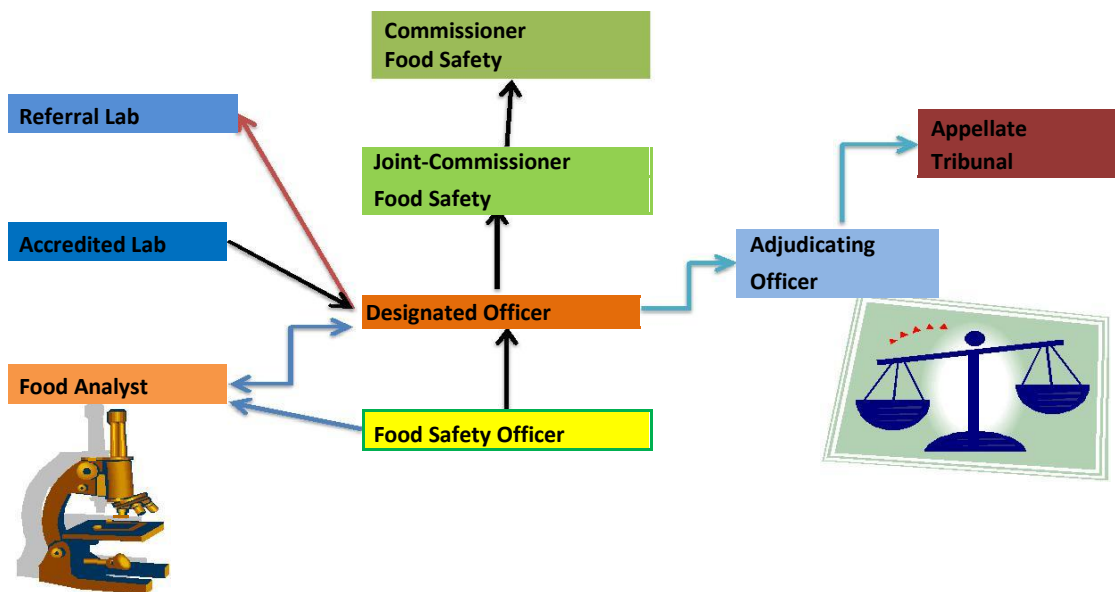 Commissioner
Food Safety
Referral Lab
Appellate
Tribunal
Joint-Commissioner
Food Safety
Accredited Lab
Adjudicating
Officer
Designated Officer
Food Analyst
Food Safety Officer